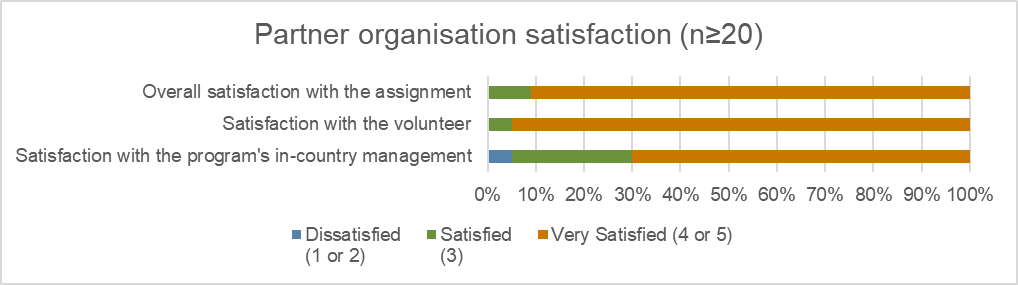 Partner organisation satisfaction (n≥20)
Overall satisfaction with the assignment
Satisfaction with the volunteer
Satisfaction with the program's in-country management
0% 10% 20% 30% 40% 50% 60% 70% 80% 90% 100%
Dissatisfied Satisfied Very Satisfied (4 or 5)
(1 or 2) (3)